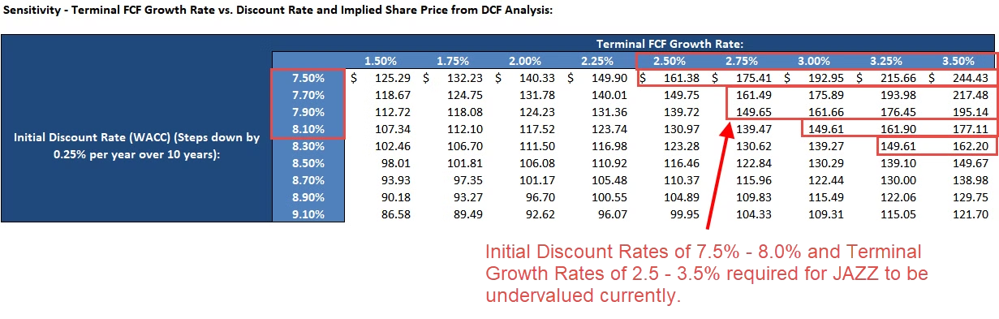 Sensitivity - Terminal FCF Growth Rate vs. Discount Rate and Implied Share Price from DCF Analysis:
Terminal FCF Growth Rate:
1.50% 1.75% 2.00% 2.25% 2.50% 2.75% 3.00% 3.25% 3.50%
7.50% $ 125.29 $ 132.23 $ 140.33 $ 149.90 $ 161.38 $ 175.41 $ 192.95 $ 215.66 $ 244.43
7.70% 118.67 124.75 131.78 140.01 149.75 161.49 175.89 193.98 217.48
7.90% 112.72 118.08 124.23 131.36 139.72 149.65 161.66 176.45 195.14
8.10% 107.34 112.10 117.52 123.74 130.97 139.47 149.61 161.90 177.11
Initial Discount Rate (WACC) (Steps down by
0.25% per year over 10 years):
8.30% 102.46 106.70 111.50 116.98 123.28 130.62 139.27 149.61 162.20
8.50% 98.01 101.81 106.08 110.92 116.46 122.84 130.29 139.10 149.67
8.70% 93.93 97.35 101.17 105.48 110.37 115.96 122.44 130.00 138.98
8.90% 90.18 93.27 96.70 100.55 104.89 109.83 115.49 122.06 129.75
9.10% 86.58 89.49 92.62 96.07 99.95 104.33 109.31 115.05 121.70
Initial Discount Rates of 7.5% - 8.0% and Terminal
Growth Rates of 2.5 - 3.5% required for JAZZ to be
undervalued currently.